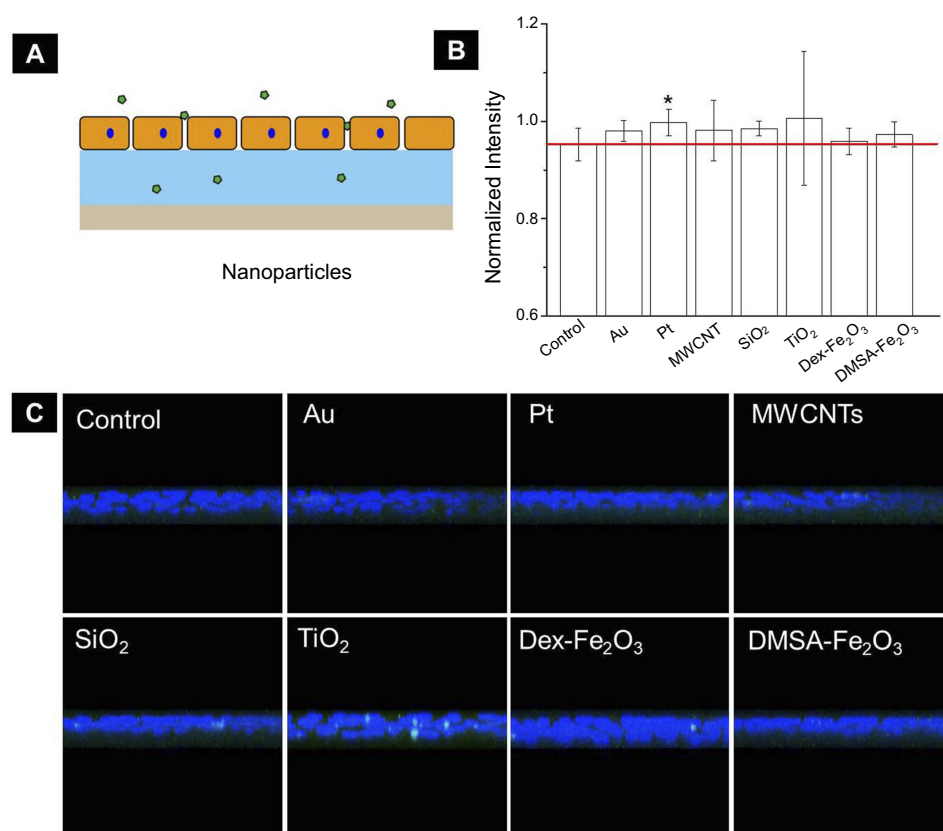 A
Nanoparticles
B
Normalized Intensity
1.2
1.0
0.8
0.6
*
Control
Au
Pt
MWCNT
SiO₂
TiO₂
Dex-Fe₂O₃
DMSA-Fe₂O₃
C
Control
Au
Pt
MWCNTs
SiO₂
TiO₂
Dex-Fe₂O₃
DMSA-Fe₂O₃